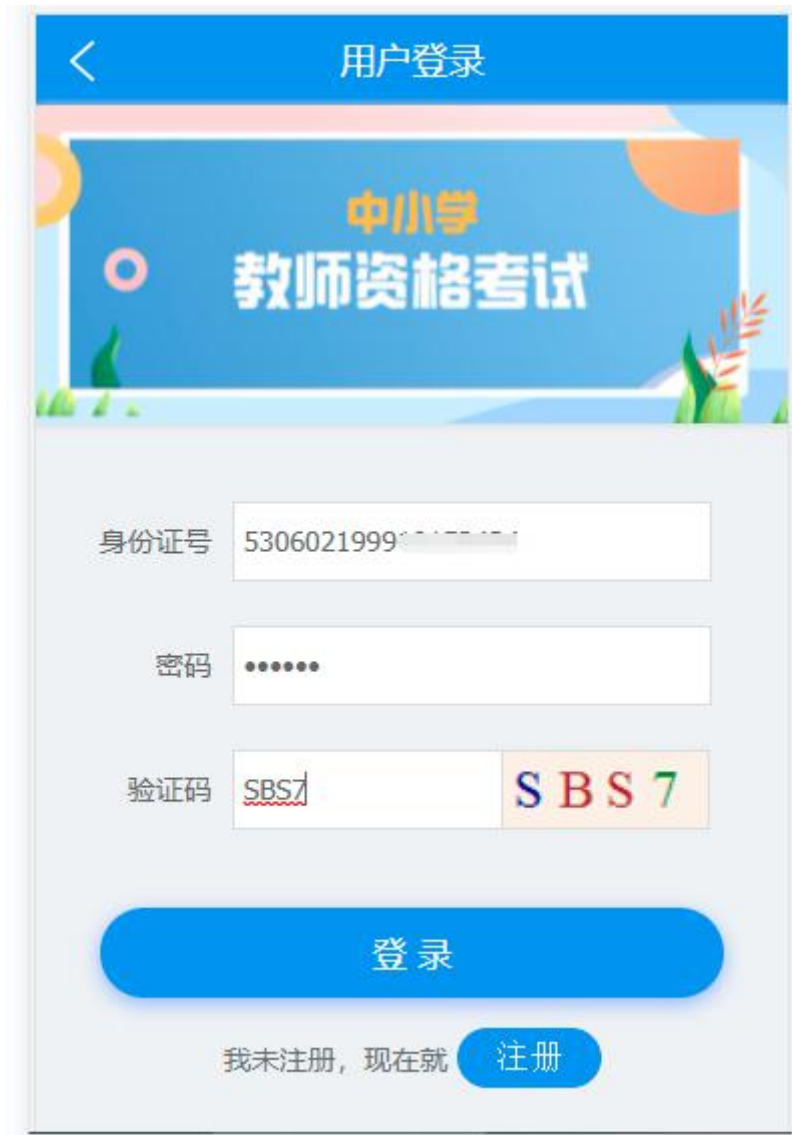 用户登录
中小学
教师资格考试
身份证号 5306021999
密码 ••••••
验证码 SBS7 SBS7
登录
我未注册，现在就 注册